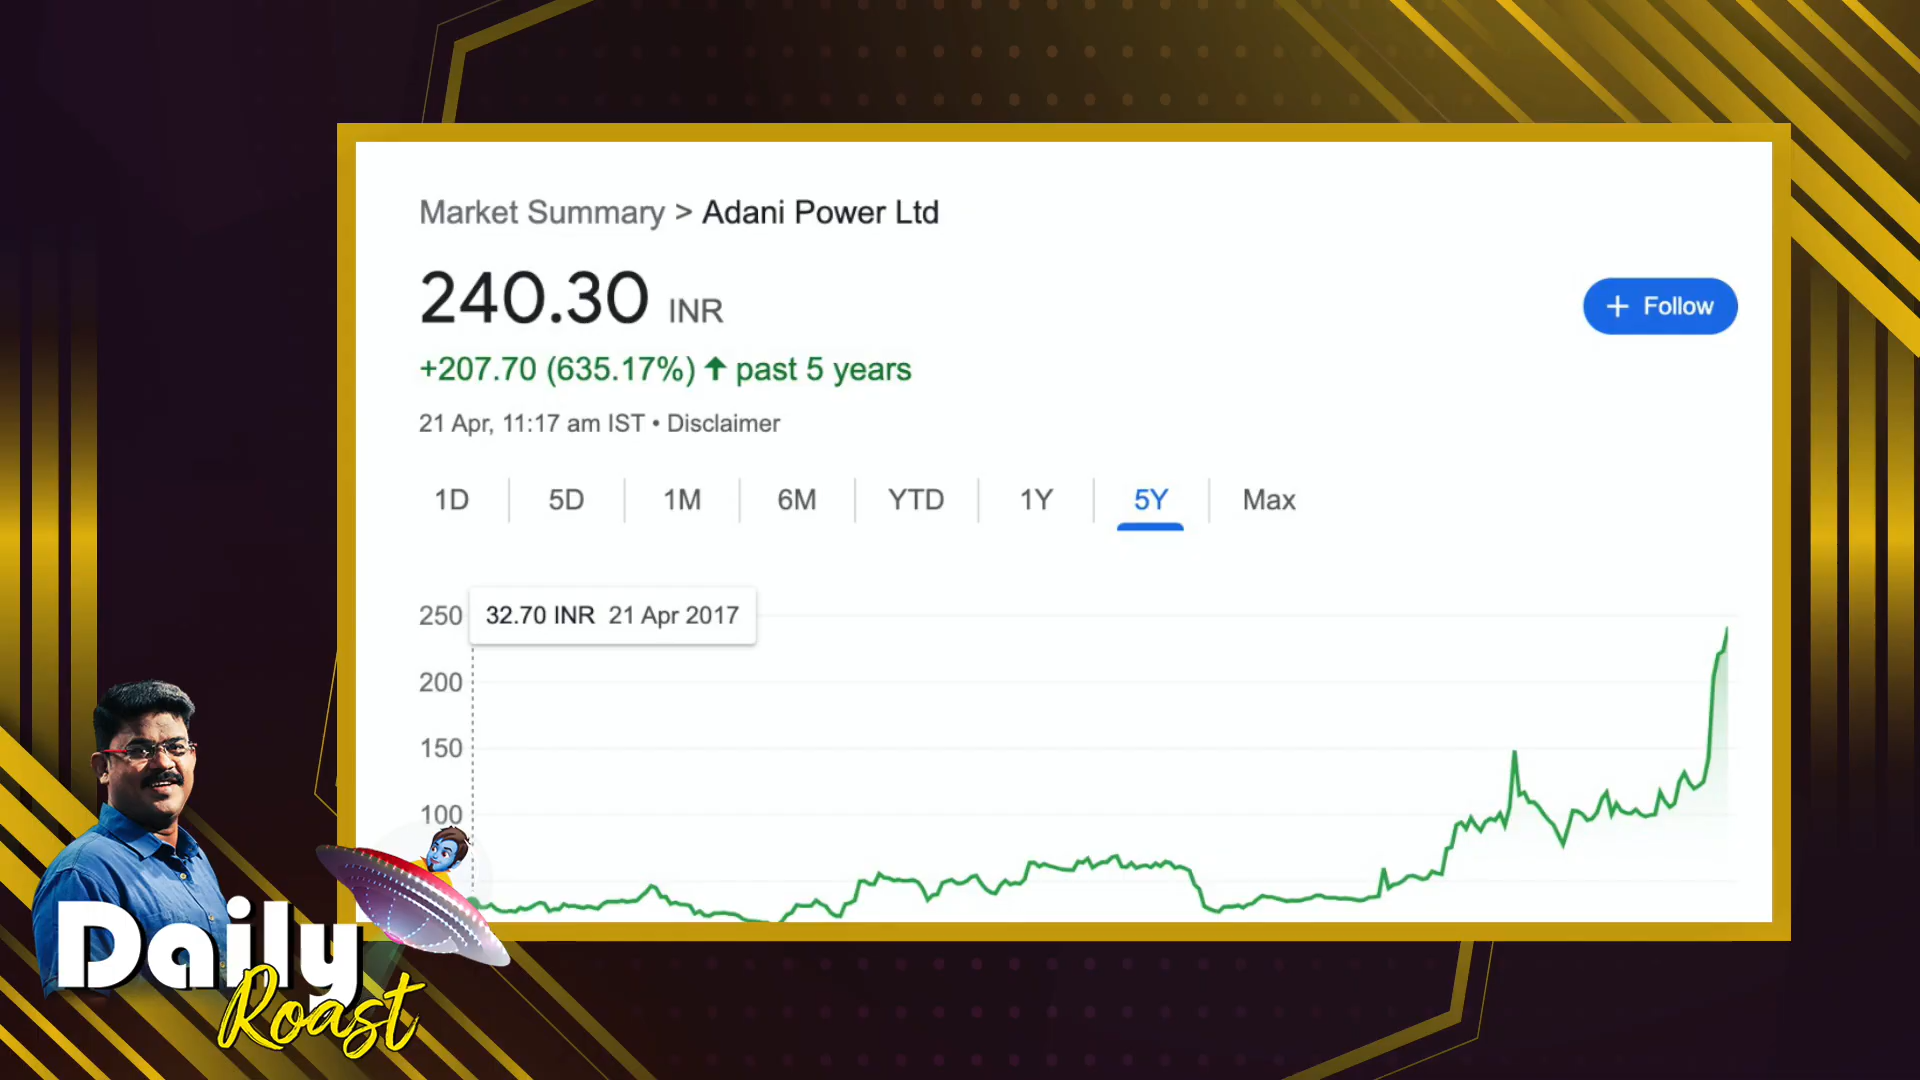 Market Summary > Adani Power Ltd
240.30 INR
+ Follow
+207.70 (635.17%) ↑ past 5 years
21 Apr, 11:17 am IST • Disclaimer
1D 5D 1M 6M YTD 1Y 5Y Max
250 32.70 INR 21 Apr 2017
200
150
100
Daily
Roast